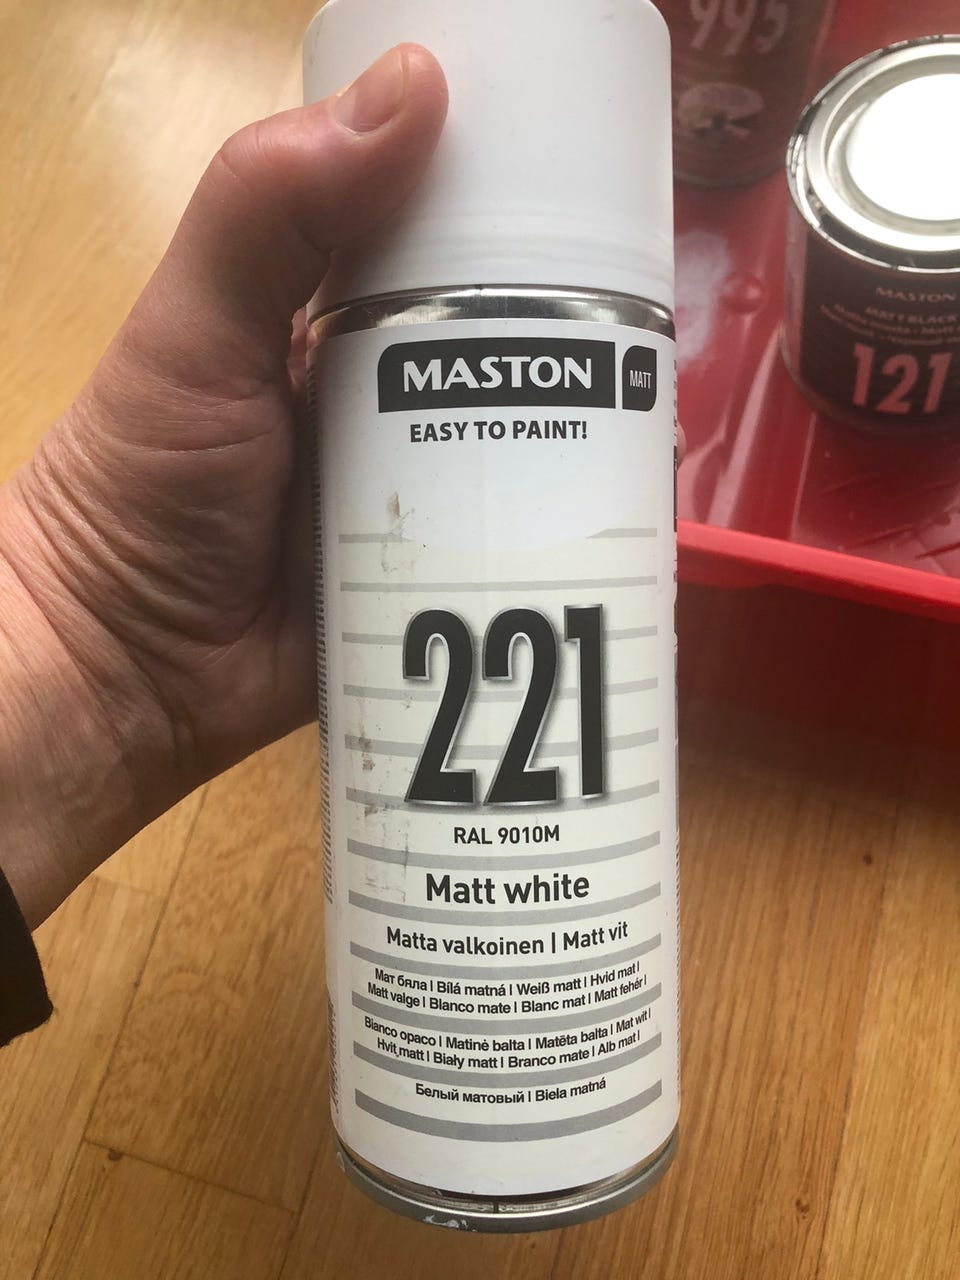 995
MASTON
MATT
EASY TO PAINT!
MASTON
MATT BLACK
121
221
RAL 9010M
Matt white
Matta valkoinen | Matt vit
Мат бяла | Bílá matná | Weiß matt | Hvid mat |
Matt valge | Blanco mate | Blanc mat | Matt fehér |
Bianco opaco | Matinė balta | Matēta balta | Mat wit |
Hvit matt | Biały matt | Branco mate | Alb mat |
Белый матовый | Biela matná